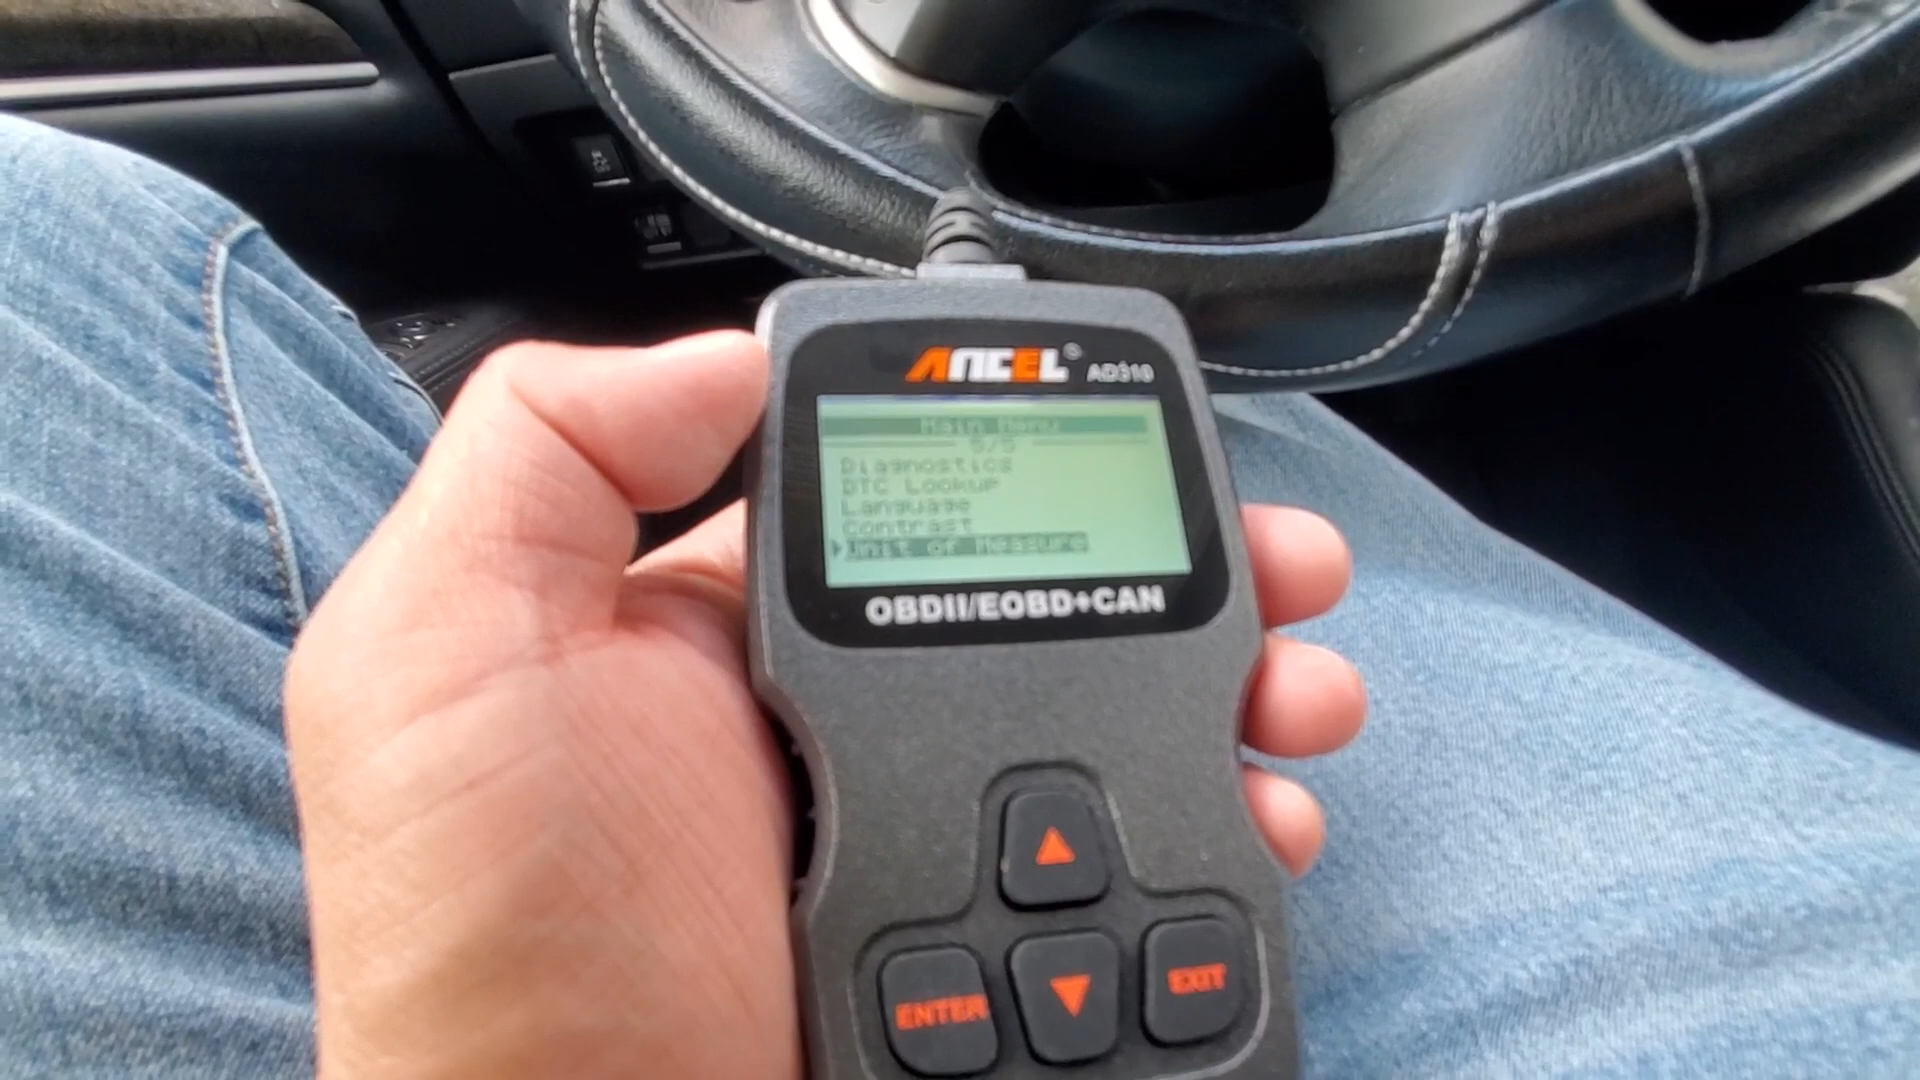 ANCEL® AD310
Main Menu
5/5
Diagnostics
DTC Lookup
Language
Contrast
Unit of Measure
OBDII/EOBD+CAN
ENTER
EXIT